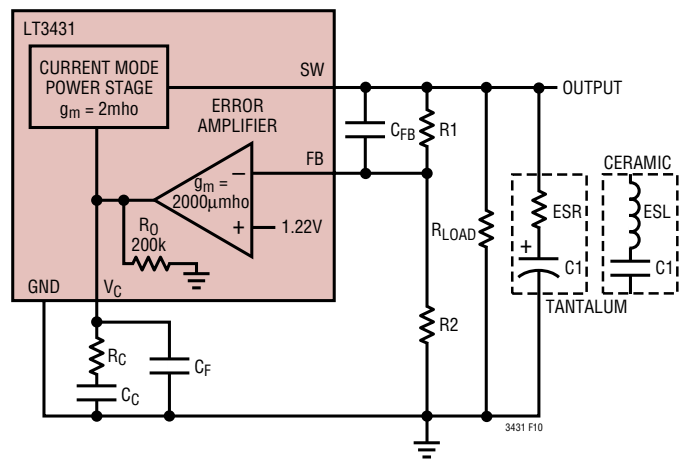 LT3431
CURRENT MODE
POWER STAGE
gm = 2mho
SW
OUTPUT
ERROR
AMPLIFIER
CFB
R1
FB
CERAMIC
–
gm =
2000µmho
+
1.22V
RO
200k
RLOAD
ESR
ESL
+
C1
C1
GND
VC
TANTALUM
R2
RC
CF
CC
3431 F10